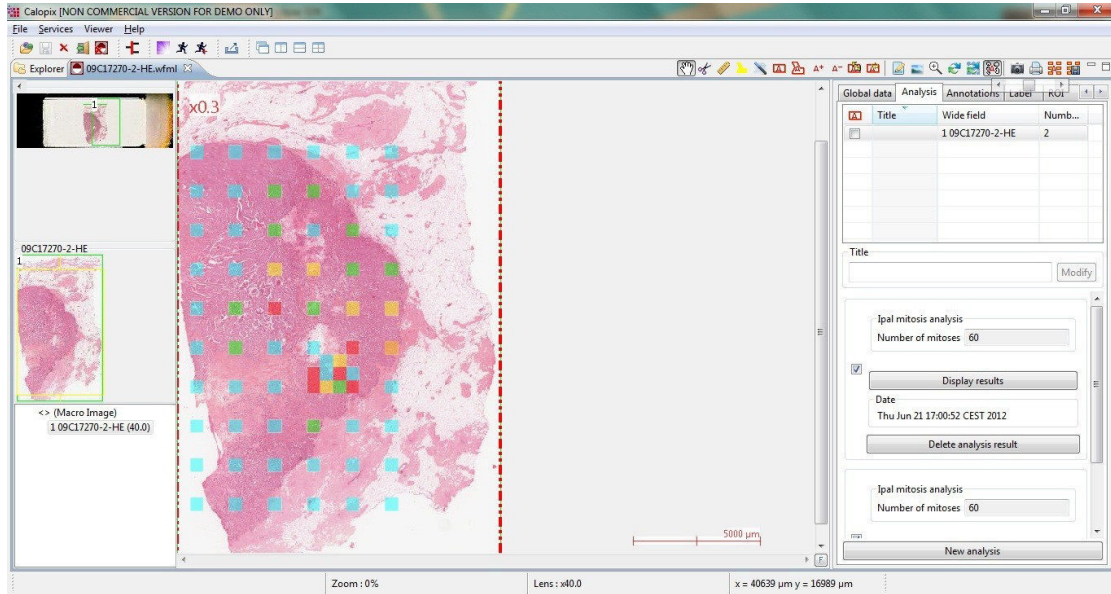 Calopix [NON COMMERCIAL VERSION FOR DEMO ONLY]
File Services Viewer Help
Explorer 09C17270-2-HE.wfml
A+ A-
1
x0.3
09C17270-2-HE
1
<> (Macro Image)
1 09C17270-2-HE (40.0)
5000 µm
F
Global data Analysis Annotations Label ROI
A Title Wide field Numb...
1 09C17270-2-HE 2
Title
Modify
Ipal mitosis analysis
Number of mitoses 60
Display results
Date
Thu Jun 21 17:00:52 CEST 2012
Delete analysis result
Ipal mitosis analysis
Number of mitoses 60
New analysis
Zoom : 0% Lens : x40.0 x = 40639 µm y = 16989 µm